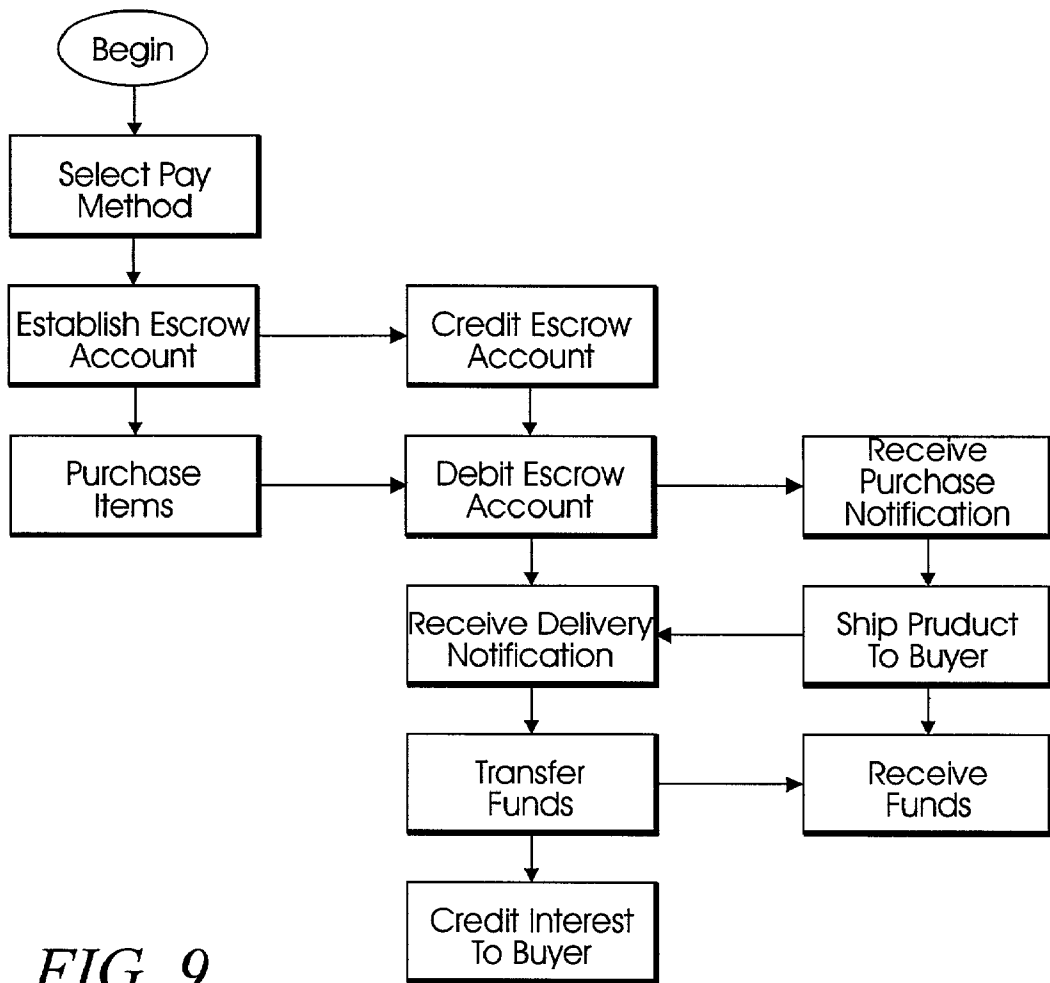 Begin
Select Pay
Method
Establish Escrow
Account
Credit Escrow
Account
Purchase
Items
Debit Escrow
Account
Receive
Purchase
Notification
Receive Delivery
Notification
Ship Pruduct
To Buyer
Transfer
Funds
Receive
Funds
Credit Interest
To Buyer
FIG. 9